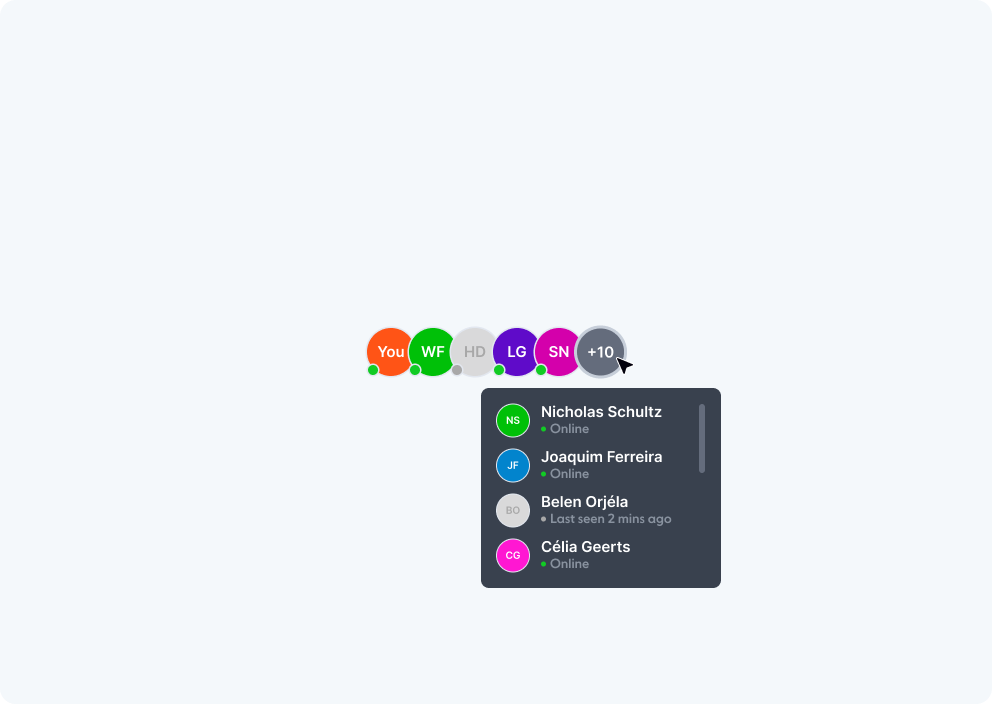 You WF HD LG SN +10
NS Nicholas Schultz
Online
JF Joaquim Ferreira
Online
BO Belen Orjéla
Last seen 2 mins ago
CG Célia Geerts
Online